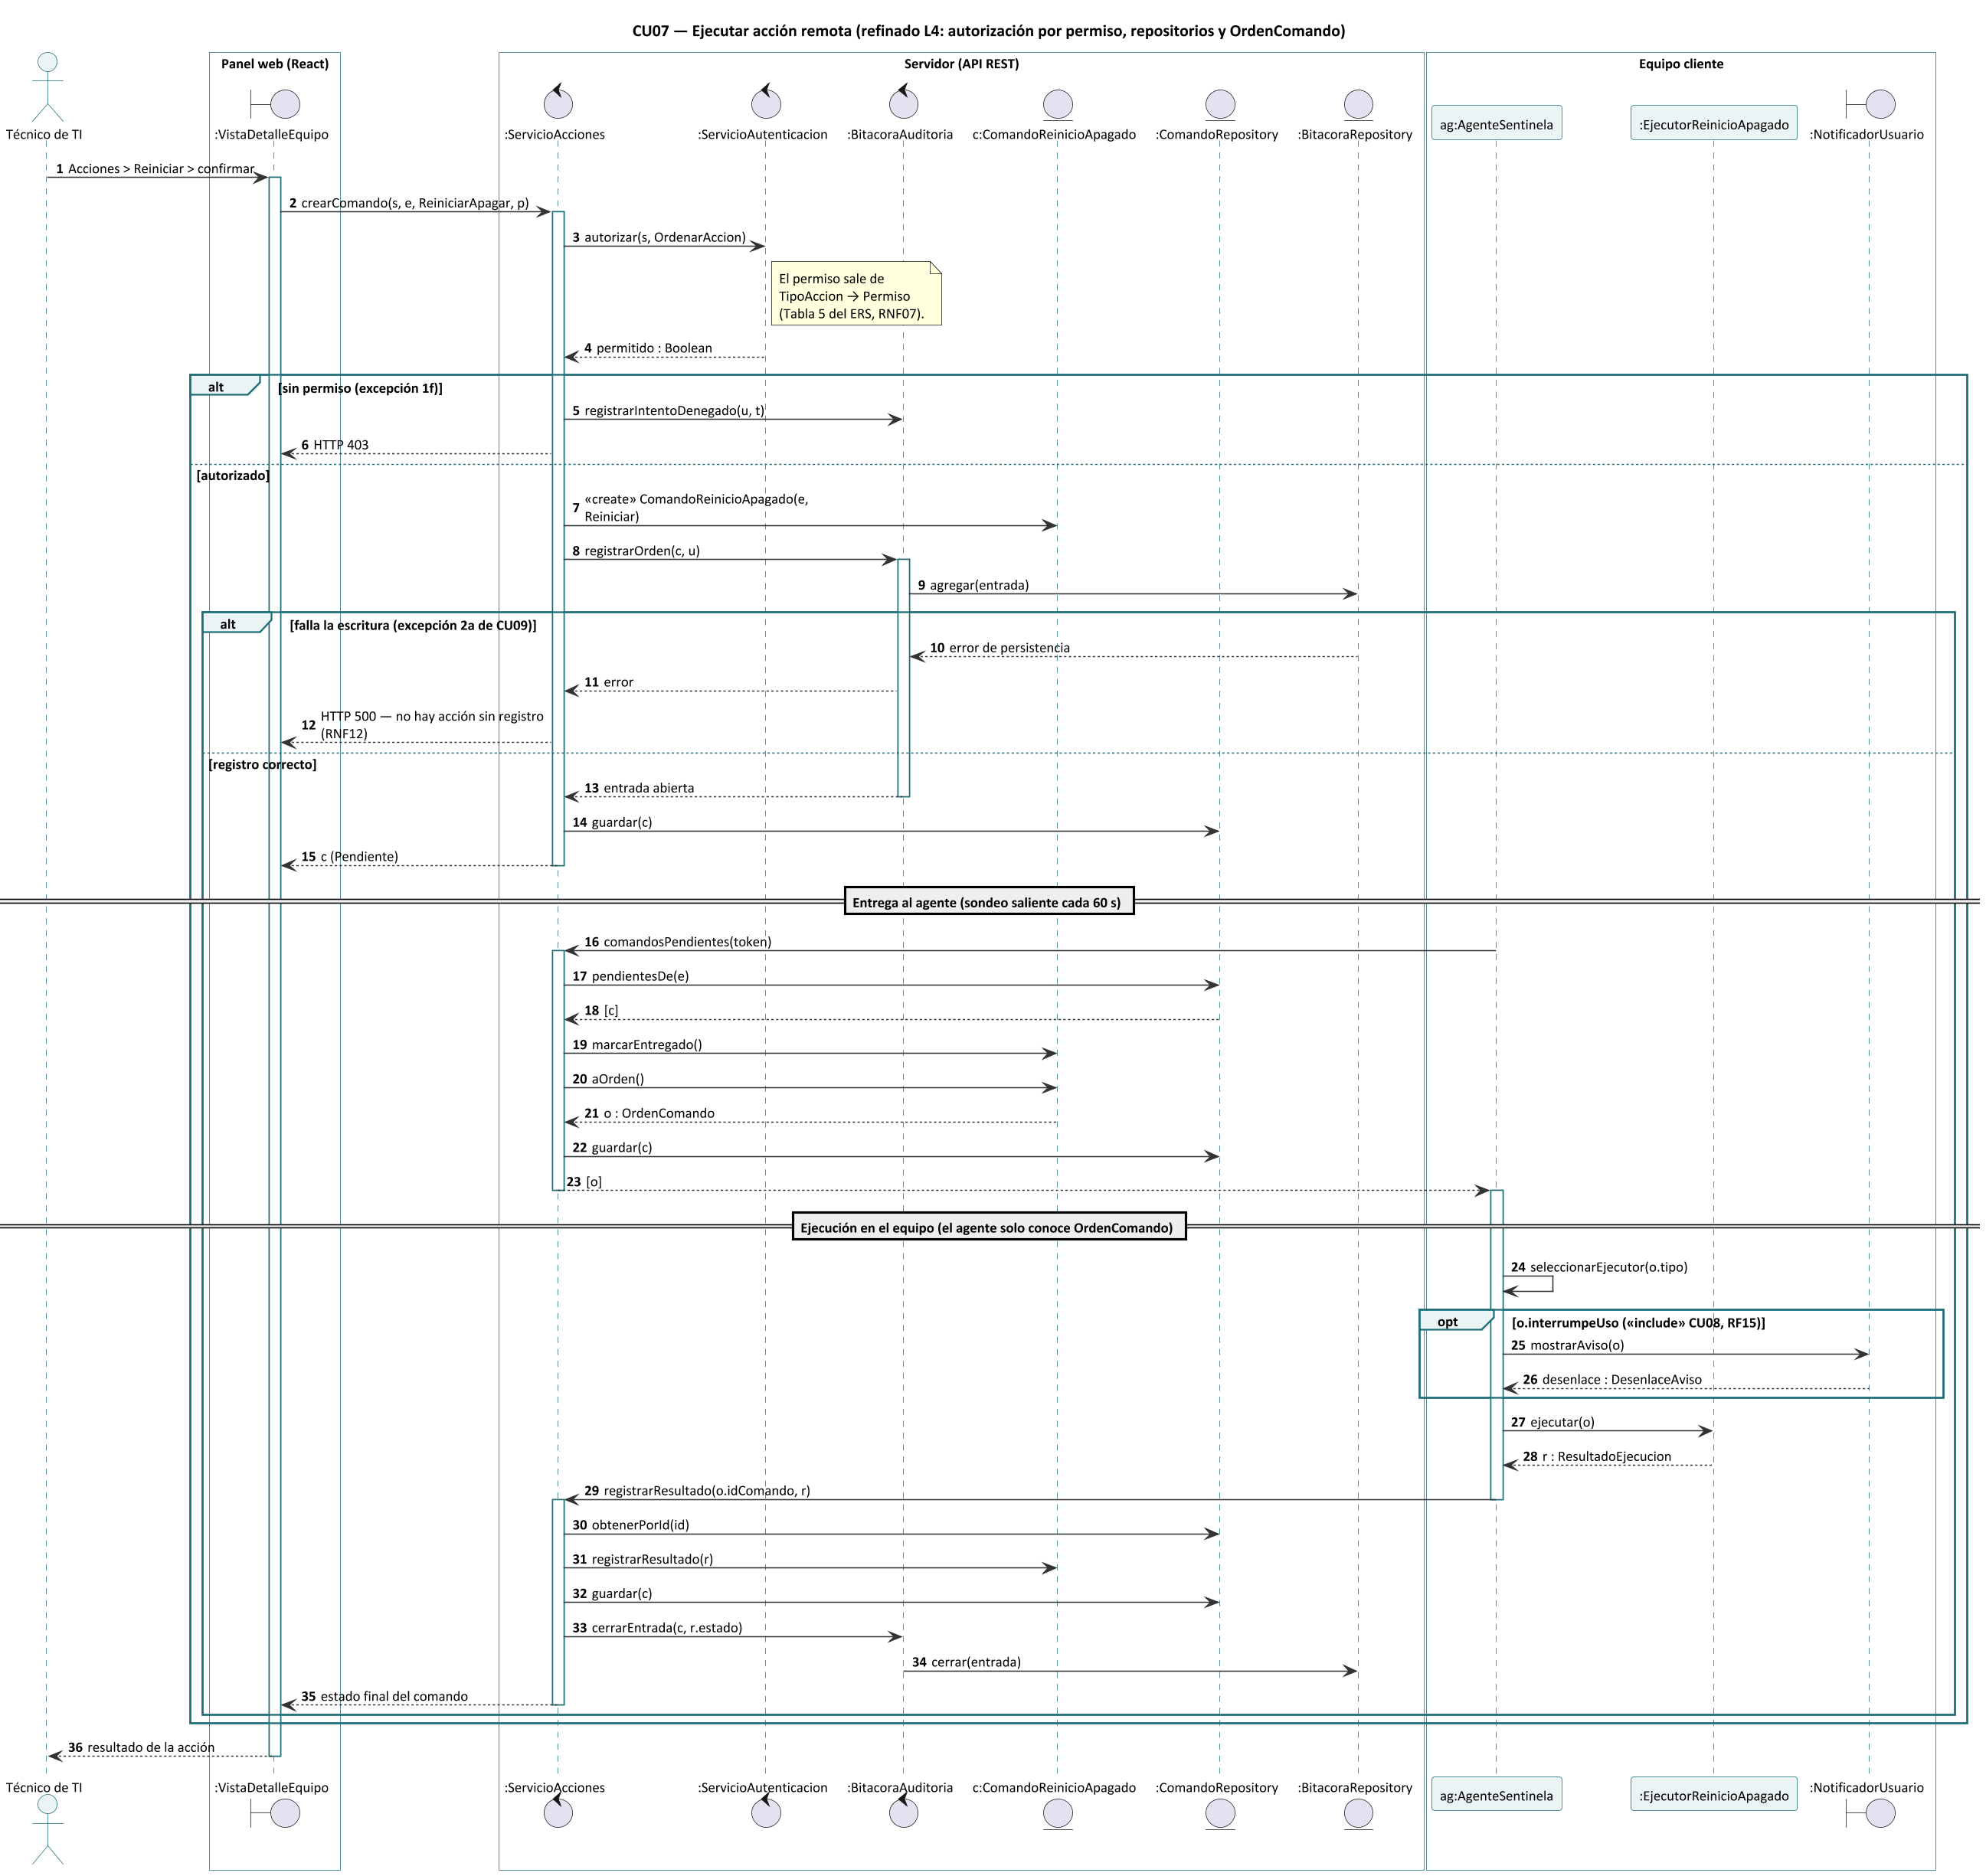 CU07 — Ejecutar acción remota (refinado L4: autorización por permiso, repositorios y OrdenComando)
Panel web (React)
Servidor (API REST)
Equipo cliente
Técnico de TI
:VistaDetalleEquipo
:ServicioAcciones
:ServicioAutenticacion
:BitacoraAuditoria
c:ComandoReinicioApagado
:ComandoRepository
:BitacoraRepository
ag:AgenteSentinela
:EjecutorReinicioApagado
:NotificadorUsuario
1 Acciones > Reiniciar > confirmar
2 crearComando(s, e, ReiniciarApagar, p)
3 autorizar(s, OrdenarAccion)
El permiso sale de
TipoAccion → Permiso
(Tabla 5 del ERS, RNF07).
4 permitido : Boolean
alt [sin permiso (excepción 1f)]
5 registrarIntentoDenegado(u, t)
6 HTTP 403
[autorizado]
7 «create» ComandoReinicioApagado(e,
Reiniciar)
8 registrarOrden(c, u)
9 agregar(entrada)
alt [falla la escritura (excepción 2a de CU09)]
10 error de persistencia
11 error
12 HTTP 500 — no hay acción sin registro
(RNF12)
[registro correcto]
13 entrada abierta
14 guardar(c)
15 c (Pendiente)
Entrega al agente (sondeo saliente cada 60 s)
16 comandosPendientes(token)
17 pendientesDe(e)
18 [c]
19 marcarEntregado()
20 aOrden()
21 o : OrdenComando
22 guardar(c)
23 [o]
Ejecución en el equipo (el agente solo conoce OrdenComando)
24 seleccionarEjecutor(o.tipo)
opt [o.interrumpeUso («include» CU08, RF15)]
25 mostrarAviso(o)
26 desenlace : DesenlaceAviso
27 ejecutar(o)
28 r : ResultadoEjecucion
29 registrarResultado(o.idComando, r)
30 obtenerPorId(id)
31 registrarResultado(r)
32 guardar(c)
33 cerrarEntrada(c, r.estado)
34 cerrar(entrada)
35 estado final del comando
36 resultado de la acción
Técnico de TI
:VistaDetalleEquipo
:ServicioAcciones
:ServicioAutenticacion
:BitacoraAuditoria
c:ComandoReinicioApagado
:ComandoRepository
:BitacoraRepository
ag:AgenteSentinela
:EjecutorReinicioApagado
:NotificadorUsuario